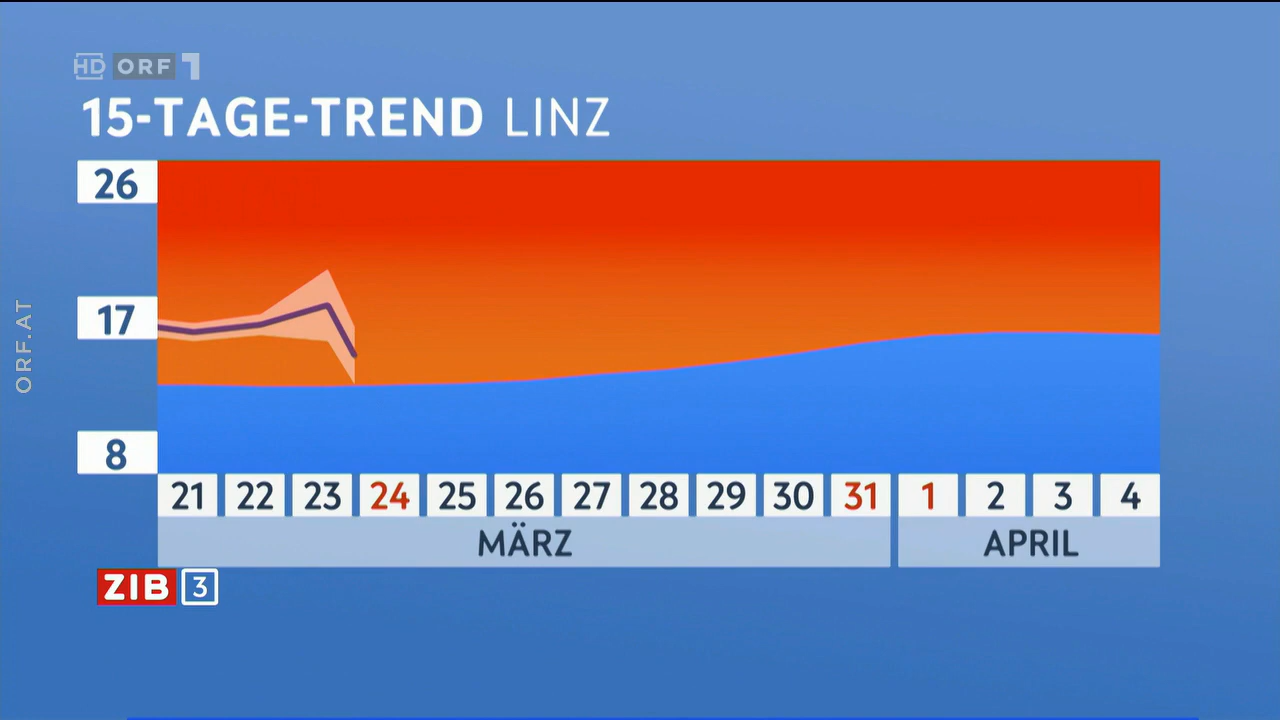 HD ORF 1
15-TAGE-TREND LINZ
26
17
8
ORF.AT
21 22 23 24 25 26 27 28 29 30 31 1 2 3 4
MÄRZ APRIL
ZIB 3